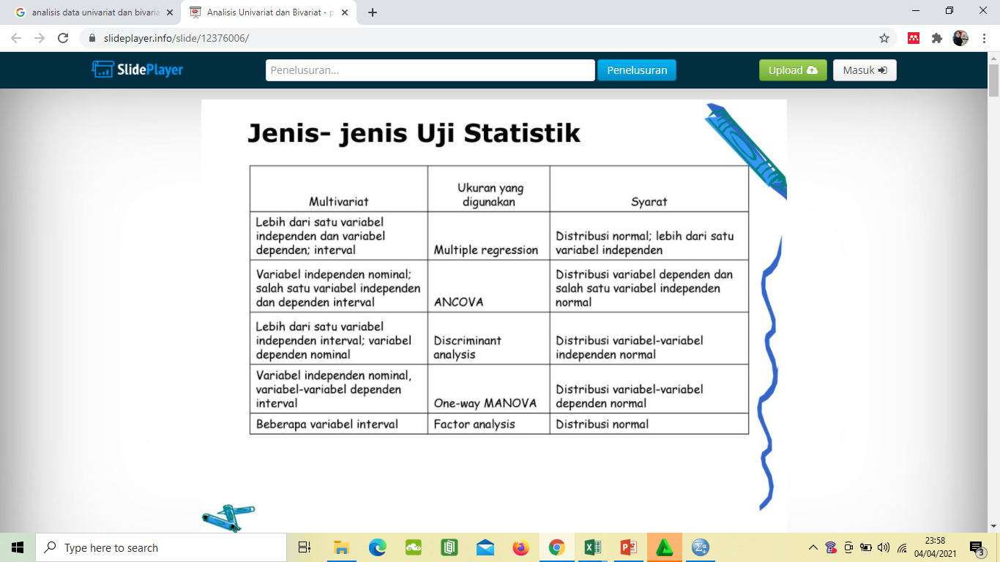 analisis data univariat dan bivaria
Analisis Univariat dan Bivariat - p
slideplayer.info/slide/12376006/
SlidePlayer
Penelusuran...
Penelusuran
Upload
Masuk
Jenis- jenis Uji Statistik
Multivariat
Ukuran yang
digunakan
Syarat
Lebih dari satu variabel
independen dan variabel
dependen; interval
Multiple regression
Distribusi normal; lebih dari satu
variabel independen
Variabel independen nominal;
salah satu variabel independen
dan dependen interval
ANCOVA
Distribusi variabel dependen dan
salah satu variabel independen
normal
Lebih dari satu variabel
independen interval; variabel
dependen nominal
Discriminant
analysis
Distribusi variabel-variabel
independen normal
Variabel independen nominal,
variabel-variabel dependen
interval
One-way MANOVA
Distribusi variabel-variabel
dependen normal
Beberapa variabel interval
Factor analysis
Distribusi normal
Type here to search
23:58
04/04/2021
3